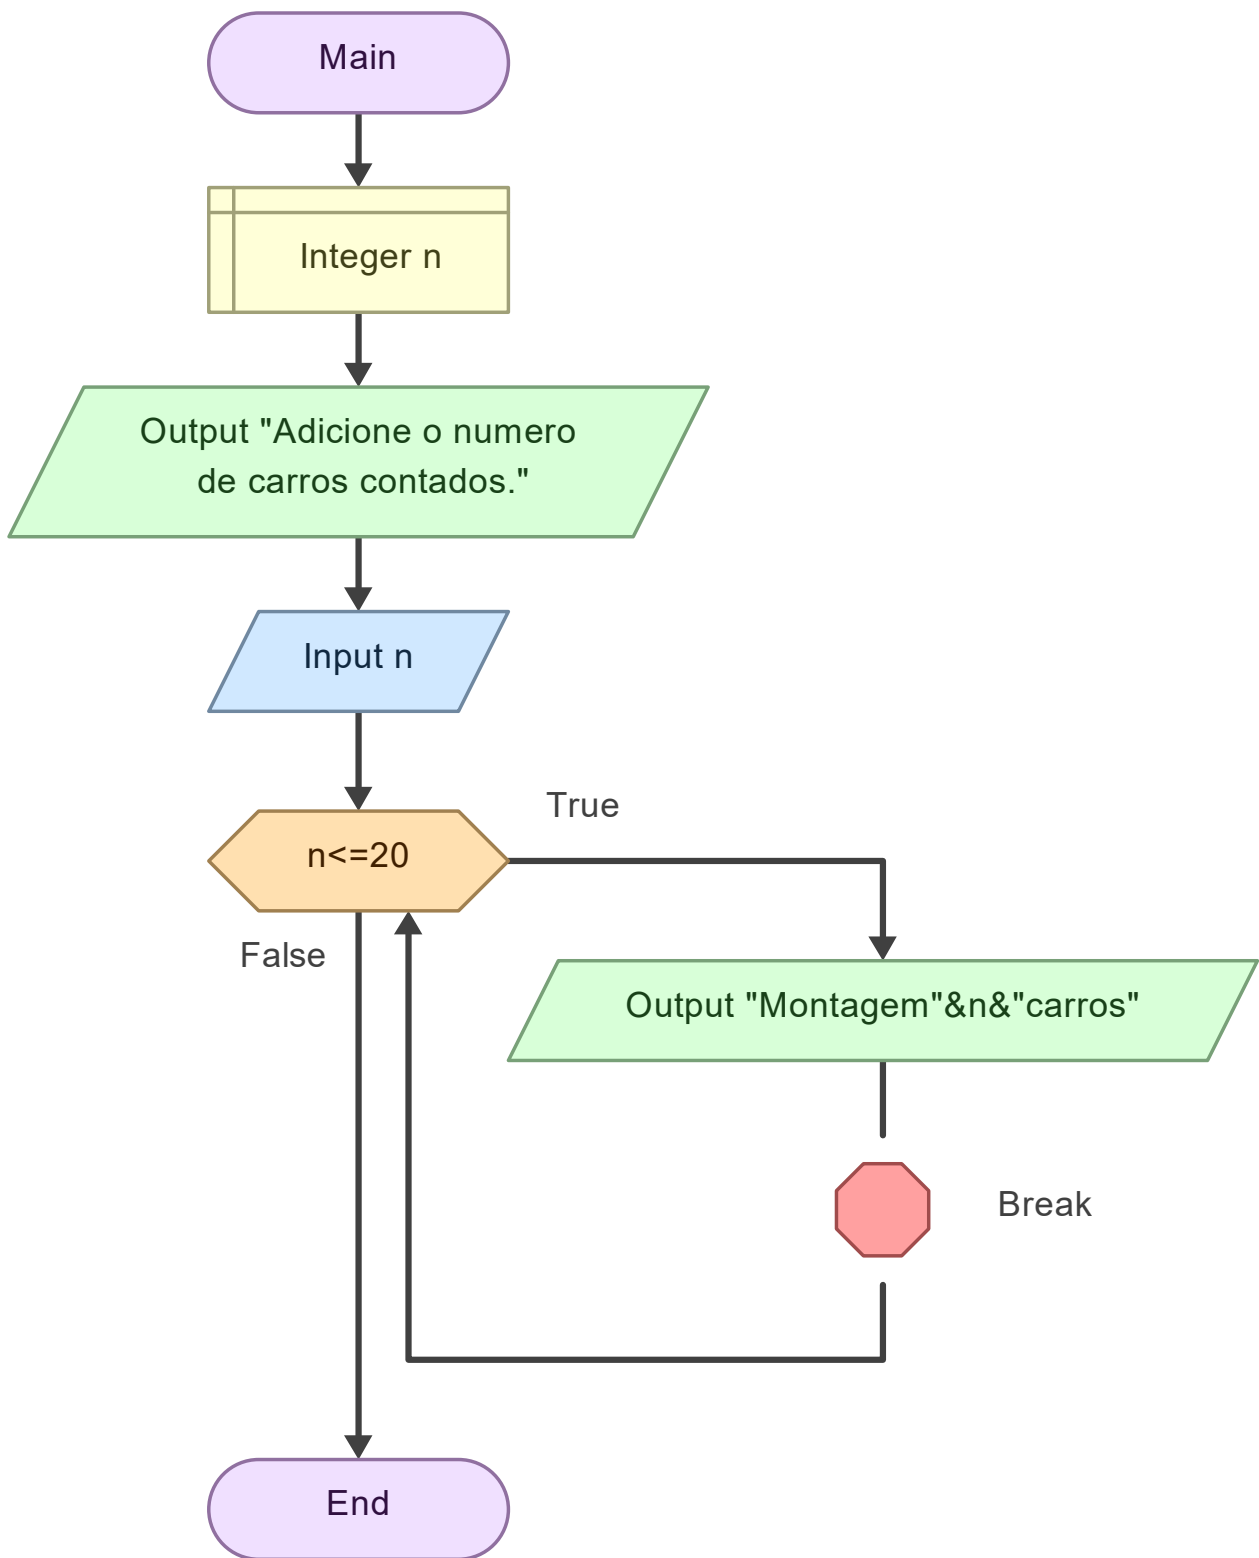 Main
Integer n
Output "Adicione o numero
de carros contados."
Input n
True
n<=20
False
Output "Montagem"&n&"carros"
Break
End